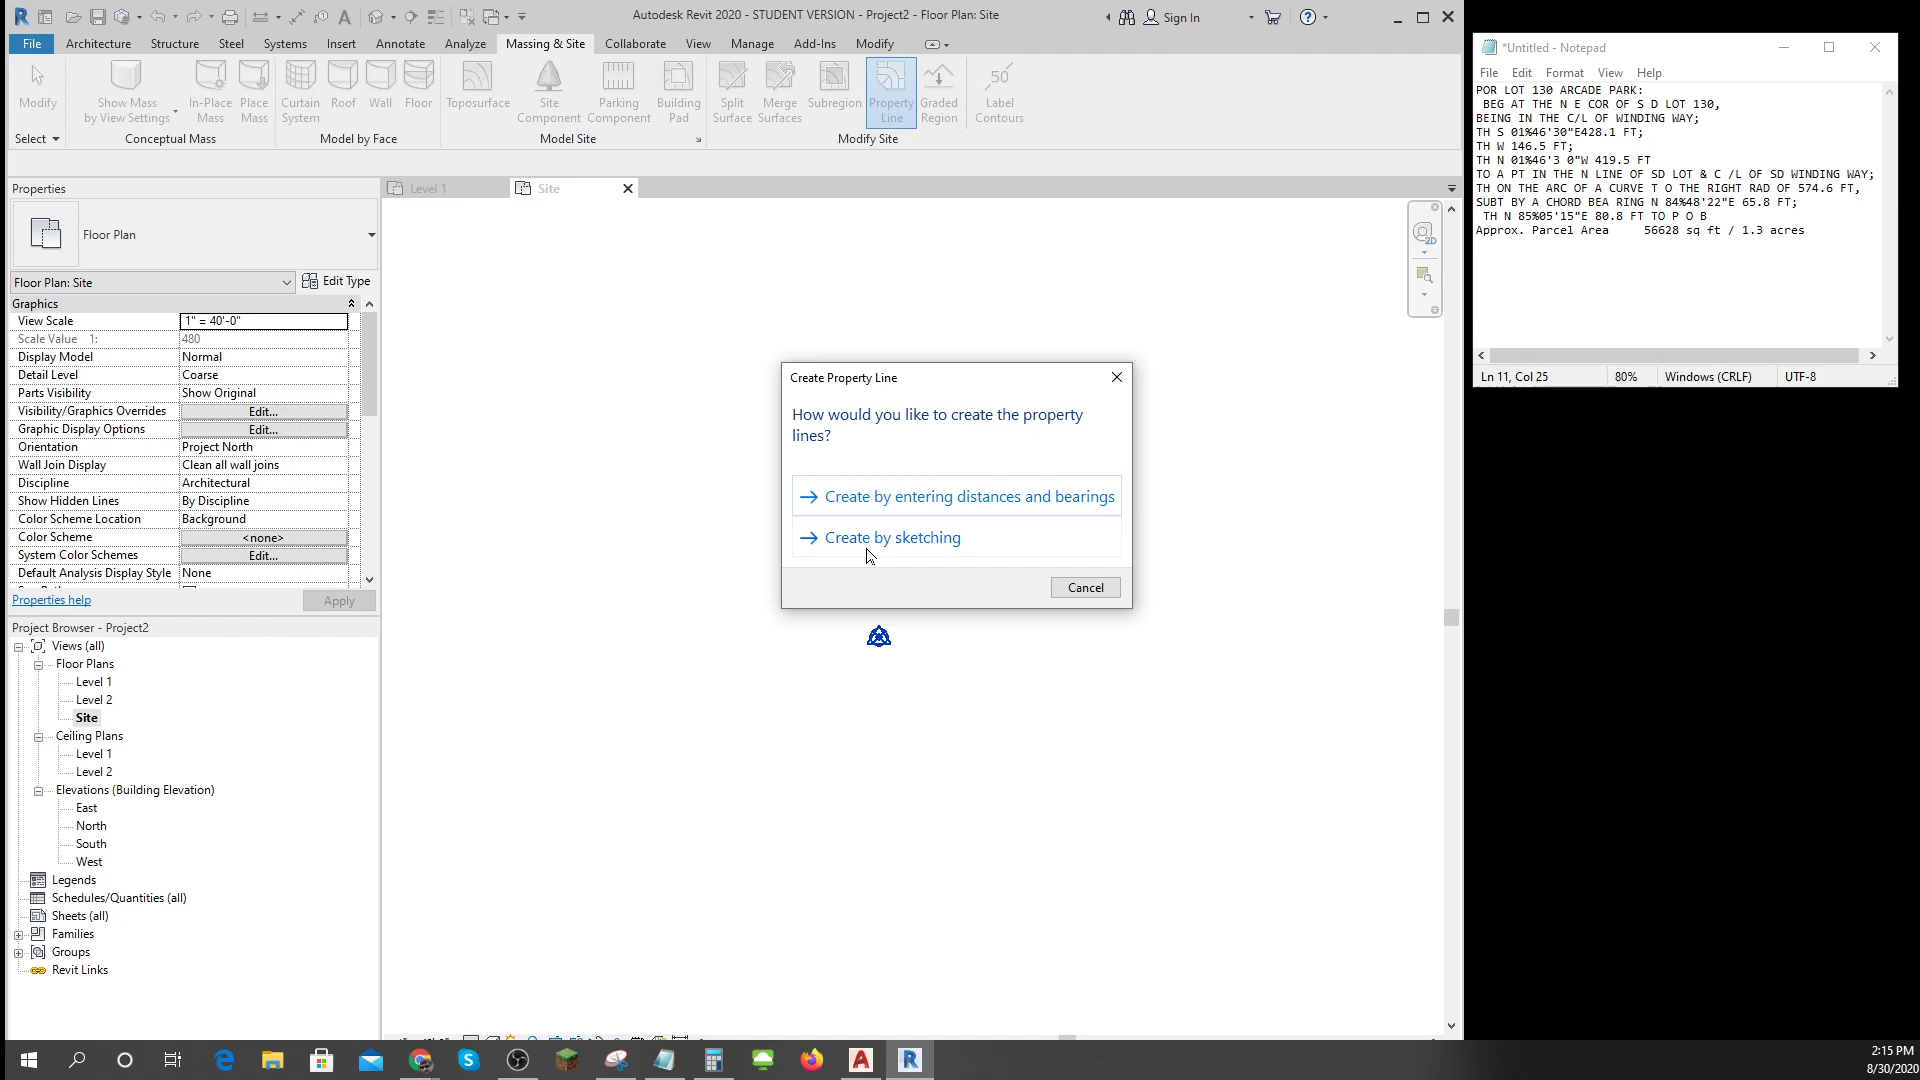 Autodesk Revit 2020 - STUDENT VERSION - Project2 - Floor Plan: Site
Sign In
File Architecture Structure Steel Systems Insert Annotate Analyze Massing & Site Collaborate View Manage Add-Ins Modify
Modify
Show Mass by View Settings
In-Place Mass
Place Mass
Curtain System
Roof
Wall
Floor
Toposurface
Site Component
Parking Component
Building Pad
Split Surface
Merge Surfaces
Subregion
Property Line
Graded Region
50
Label Contours
Select
Conceptual Mass
Model by Face
Model Site
Modify Site
Properties
Level 1
Site
Floor Plan
Floor Plan: Site
Edit Type
Graphics
View Scale 1" = 40'-0"
Scale Value 1: 480
Display Model Normal
Detail Level Coarse
Parts Visibility Show Original
Visibility/Graphics Overrides Edit...
Graphic Display Options Edit...
Orientation Project North
Wall Join Display Clean all wall joins
Discipline Architectural
Show Hidden Lines By Discipline
Color Scheme Location Background
Color Scheme <none>
System Color Schemes Edit...
Default Analysis Display Style None
Properties help
Apply
Project Browser - Project2
Views (all)
Floor Plans
Level 1
Level 2
Site
Ceiling Plans
Level 1
Level 2
Elevations (Building Elevation)
East
North
South
West
Legends
Schedules/Quantities (all)
Sheets (all)
Families
Groups
Revit Links
2D
Create Property Line
How would you like to create the property
lines?
Create by entering distances and bearings
Create by sketching
Cancel
*Untitled - Notepad
File Edit Format View Help
POR LOT 130 ARCADE PARK:
BEG AT THE N E COR OF S D LOT 130,
BEING IN THE C/L OF WINDING WAY;
TH S 01%46'30"E428.1 FT;
TH W 146.5 FT;
TH N 01%46'3 0"W 419.5 FT
TO A PT IN THE N LINE OF SD LOT & C /L OF SD WINDING WAY;
TH ON THE ARC OF A CURVE T O THE RIGHT RAD OF 574.6 FT,
SUBT BY A CHORD BEA RING N 84%48'22"E 65.8 FT;
TH N 85%05'15"E 80.8 FT TO P O B
Approx. Parcel Area 56628 sq ft / 1.3 acres
Ln 11, Col 25
80%
Windows (CRLF)
UTF-8
2:15 PM
8/30/2020